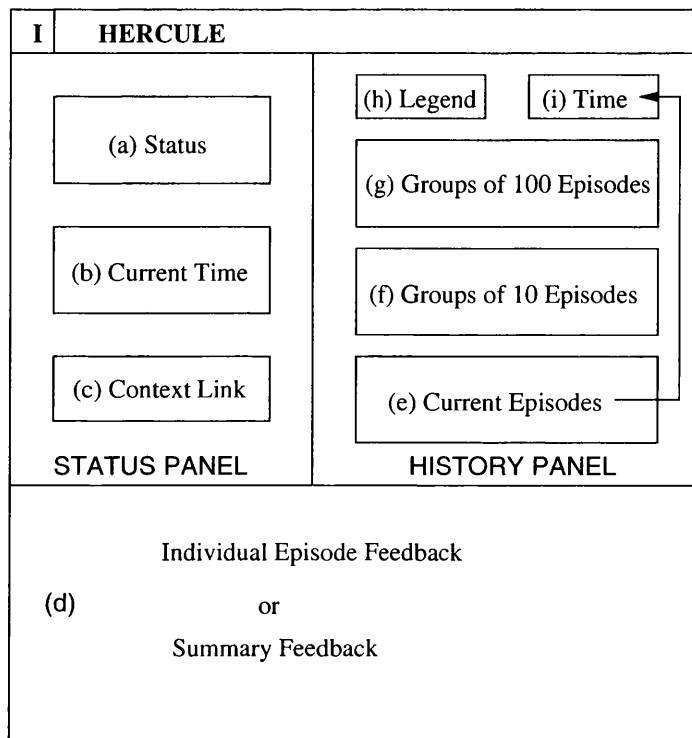 I HERCULE
(a) Status
(b) Current Time
(c) Context Link
STATUS PANEL
(h) Legend
(i) Time
(g) Groups of 100 Episodes
(f) Groups of 10 Episodes
(e) Current Episodes
HISTORY PANEL
Individual Episode Feedback
(d) or
Summary Feedback